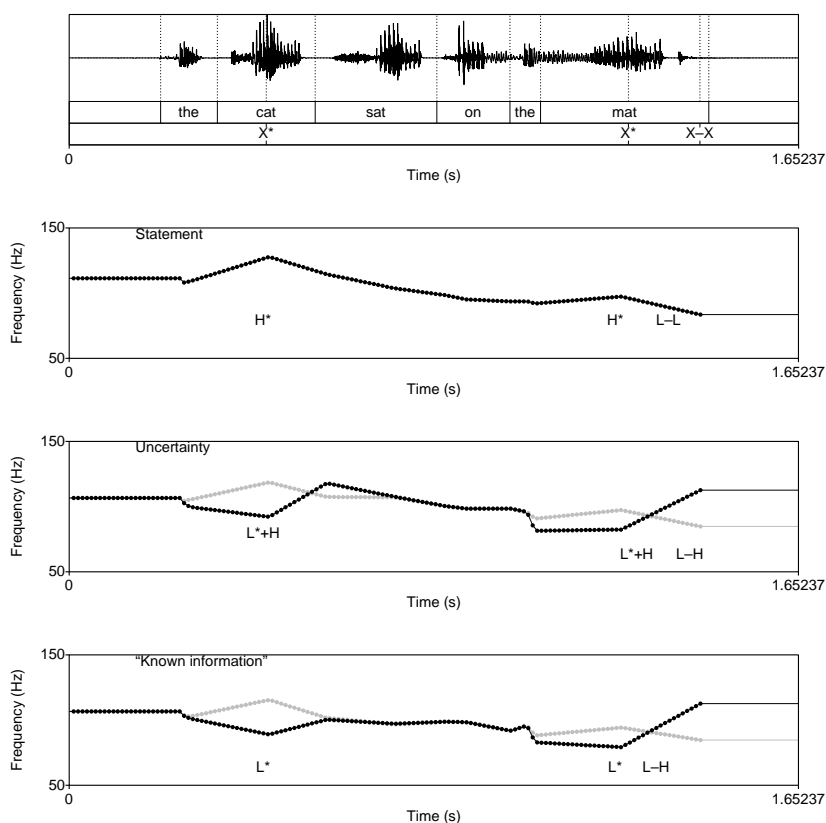 the cat sat on the mat
X* X* X–X
0 1.65237
Time (s)
150
Statement
Frequency (Hz)
H* H* L–L
50
0 1.65237
Time (s)
150
Uncertainty
Frequency (Hz)
L*+H L*+H L–H
50
0 1.65237
Time (s)
150
“Known information”
Frequency (Hz)
L* L* L–H
50
0 1.65237
Time (s)